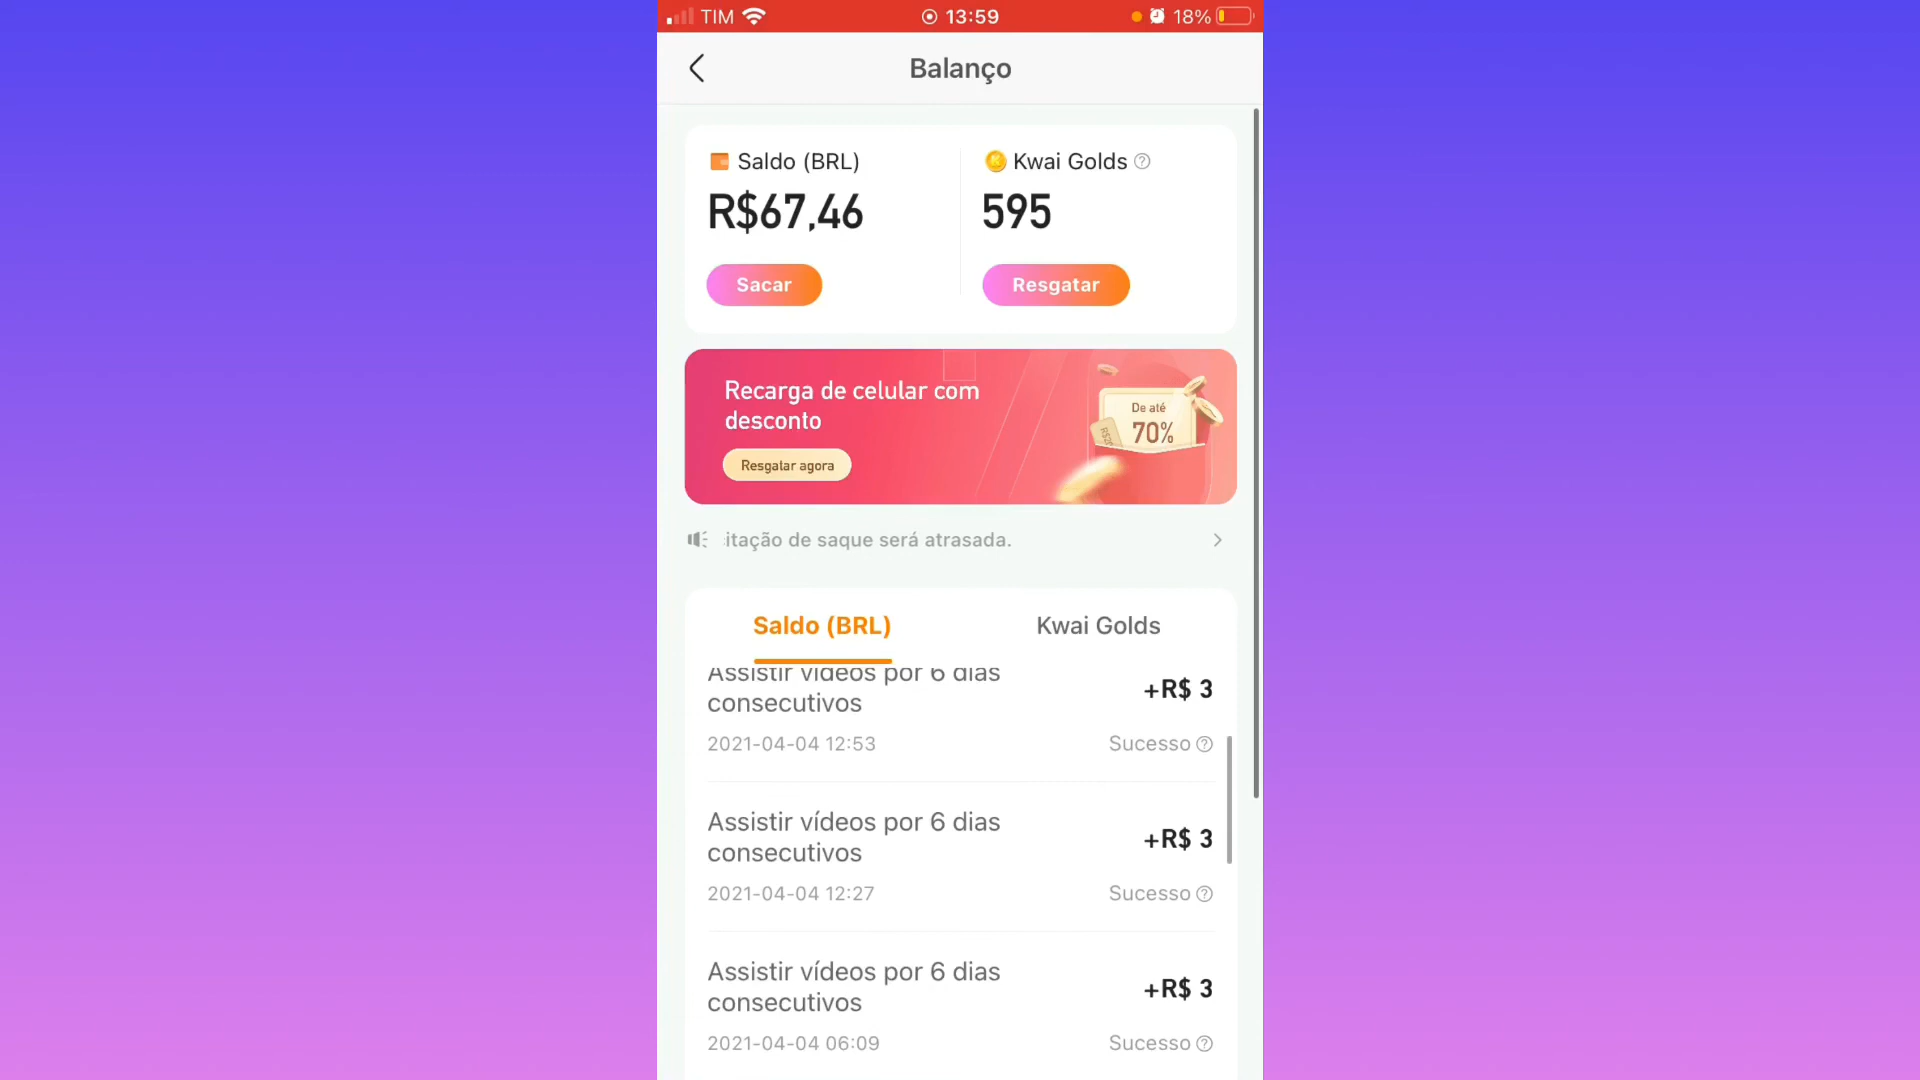 TIM 13:59 18%
Balanço
Saldo (BRL)
R$67,46
Sacar
Kwai Golds
595
Resgatar
Recarga de celular com
desconto
Resgatar agora
De até
70%
itação de saque será atrasada.
Saldo (BRL) Kwai Golds
Assistir vídeos por 6 dias
consecutivos
+R$ 3
2021-04-04 12:53 Sucesso
Assistir vídeos por 6 dias
consecutivos
+R$ 3
2021-04-04 12:27 Sucesso
Assistir vídeos por 6 dias
consecutivos
+R$ 3
2021-04-04 06:09 Sucesso